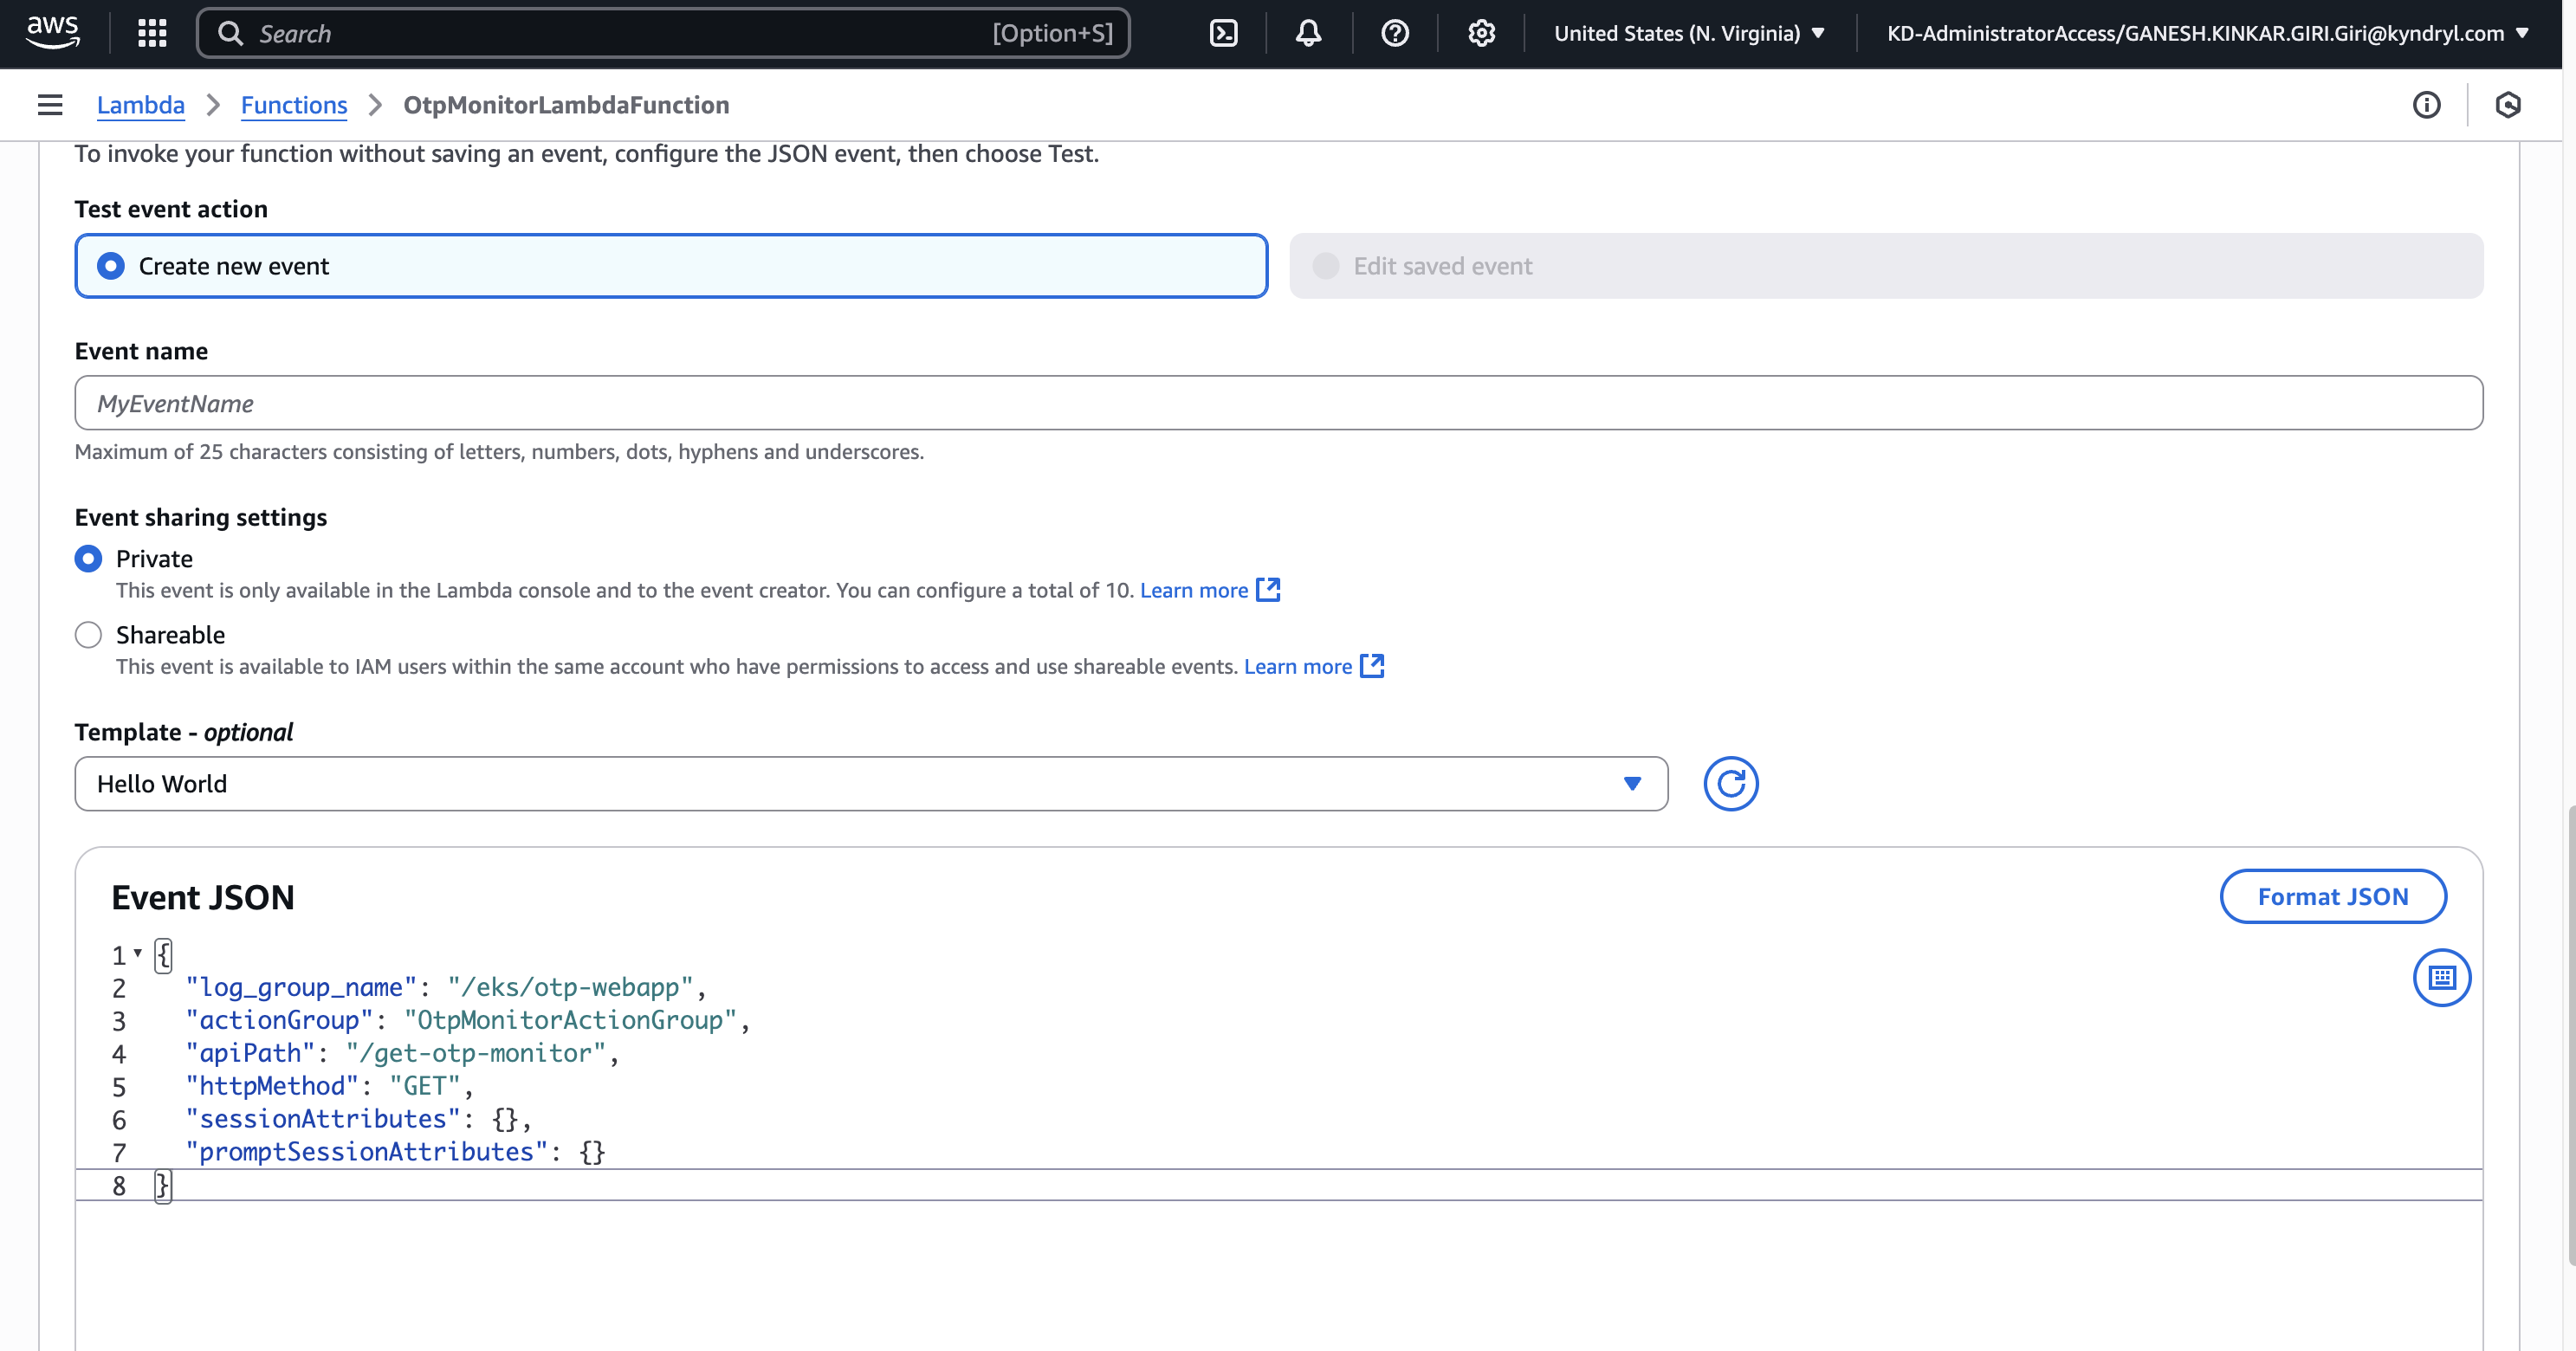 aws
Search [Option+S]
United States (N. Virginia)
KD-AdministratorAccess/GANESH.KINKAR.GIRI.Giri@kyndryl.com
Lambda
Functions
OtpMonitorLambdaFunction
To invoke your function without saving an event, configure the JSON event, then choose Test.
Test event action
Create new event
Edit saved event
Event name
MyEventName
Maximum of 25 characters consisting of letters, numbers, dots, hyphens and underscores.
Event sharing settings
Private
This event is only available in the Lambda console and to the event creator. You can configure a total of 10. Learn more
Shareable
This event is available to IAM users within the same account who have permissions to access and use shareable events. Learn more
Template - optional
Hello World
Event JSON
Format JSON
1 {
2 "log_group_name": "/eks/otp-webapp",
3 "actionGroup": "OtpMonitorActionGroup",
4 "apiPath": "/get-otp-monitor",
5 "httpMethod": "GET",
6 "sessionAttributes": {},
7 "promptSessionAttributes": {}
8 }